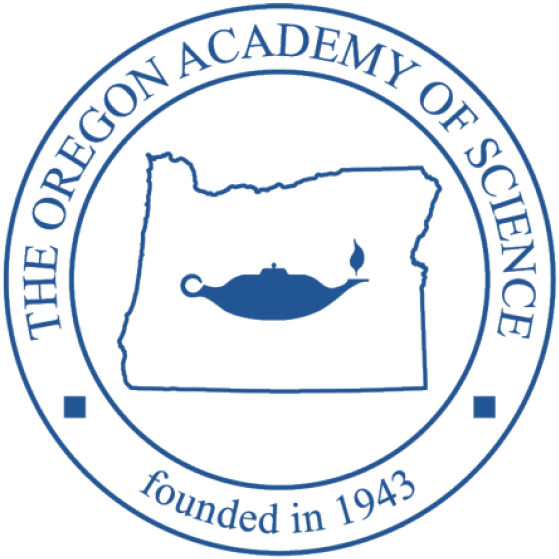 THE OREGON ACADEMY OF SCIENCE
founded in 1943